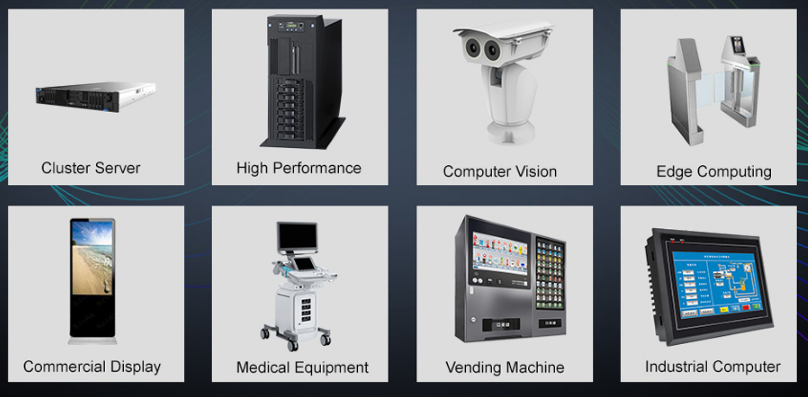 Cluster Server
High Performance
Computer Vision
Edge Computing
Commercial Display
Medical Equipment
Vending Machine
Industrial Computer